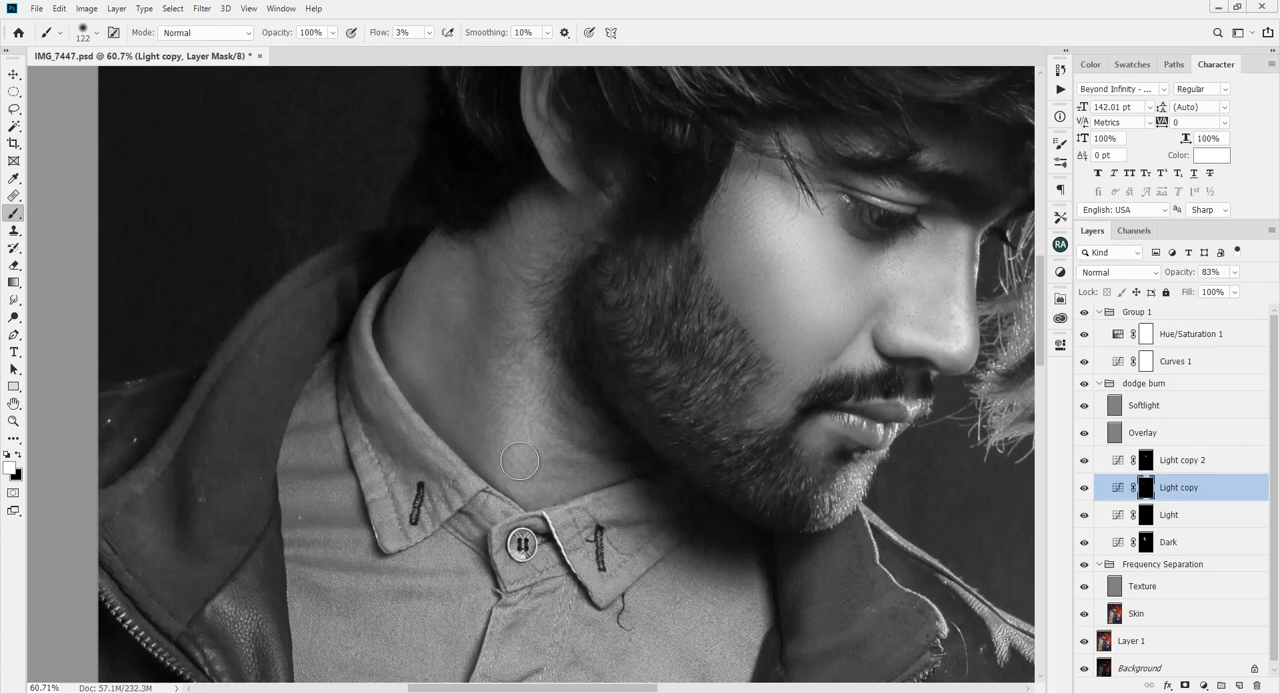 File Edit Image Layer Type Select Filter 3D View Window Help
122 Mode: Normal Opacity: 100% Flow: 3% Smoothing: 10%
IMG_7447.psd @ 60.7% (Light copy, Layer Mask/8) * ×
Color Swatches Paths Character
Beyond Infinity - ... Regular
142.01 pt (Auto)
Metrics 0
100% 100%
0 pt Color:
English: USA Sharp
Layers Channels
Kind
Normal Opacity: 83%
Lock: Fill: 100%
Group 1
Hue/Saturation 1
Curves 1
dodge burn
Softlight
Overlay
Light copy 2
Light copy
Light
Dark
Frequency Separation
Texture
Skin
Layer 1
Background
60.71% Doc: 57.1M/232.3M